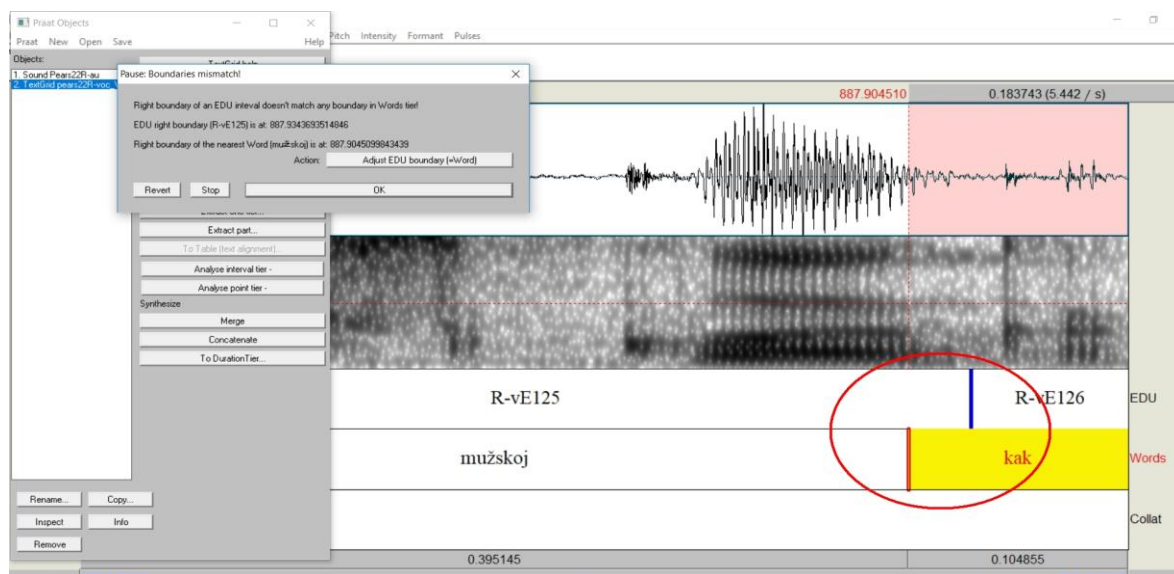 Praat Objects
Praat New Open Save Help
Pitch Intensity Formant Pulses
Objects:
1. Sound Pears22R-au
2. TextGrid pears22R-voc_
Pause: Boundaries mismatch!
Right boundary of an EDU inteval doesn't match any boundary in Words tier!
EDU right boundary (R-vE125) is at: 887.9343693514846
Right boundary of the nearest Word (mužskoj) is at: 887.9045099843439
Action: Adjust EDU boundary (=Word)
Revert Stop OK
887.904510 0.183743 (5.442 / s)
Extract part...
To Table (text alignment)...
Analyse interval tier -
Analyse point tier -
Synthesize
Merge
Concatenate
To DurationTier...
R-vE125 R-vE126 EDU
mužskoj kak Words
Collat
Rename... Copy...
Inspect Info
Remove
0.395145 0.104855